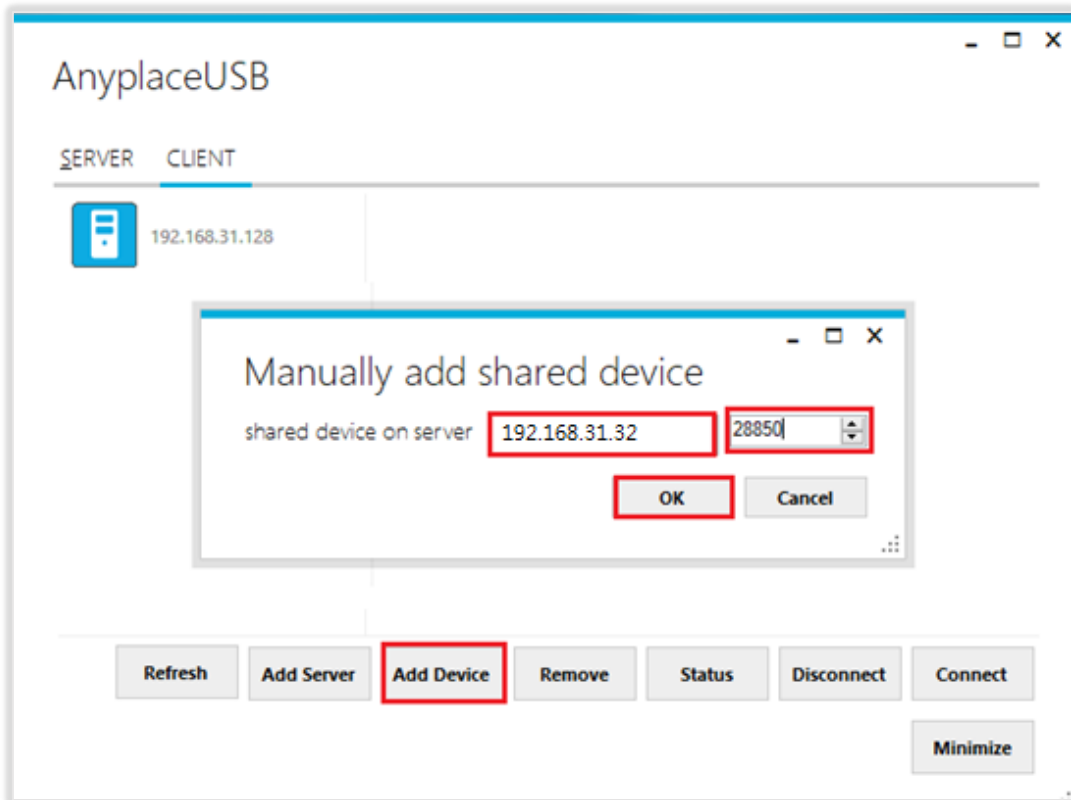 AnyplaceUSB
SERVER CLIENT
192.168.31.128
Manually add shared device
shared device on server 192.168.31.32 28850
OK Cancel
Refresh Add Server Add Device Remove Status Disconnect Connect
Minimize